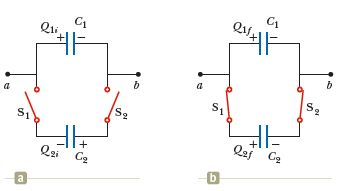 Q1i C1 Q1f C1
+ − + −
a b a b
S1 S2 S1 S2
− + + −
Q2i C2 Q2f C2
a b